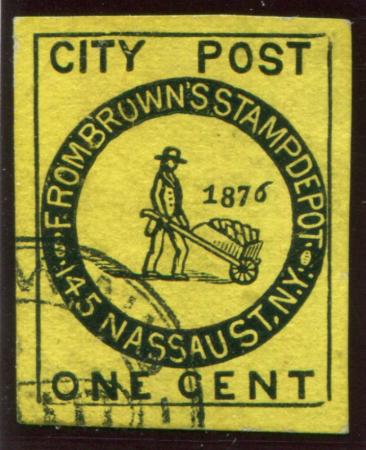 CITY POST
FROM BROWN'S STAMP DEPOT
145 NASSAU ST. N.Y.
1876
ONE CENT